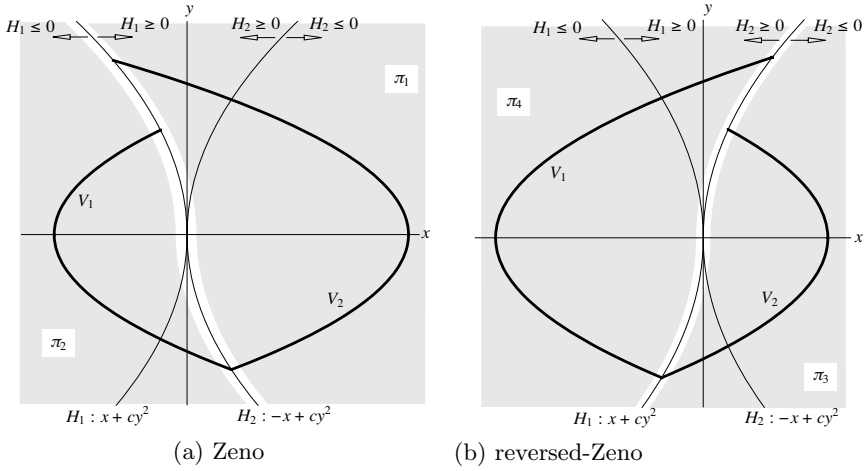 y
H₁ ≤ 0 H₁ ≥ 0 H₂ ≥ 0 H₂ ≤ 0
π₁
V₁
x
V₂
π₂
H₁ : x + cy² H₂ : −x + cy²
(a) Zeno
y
H₁ ≤ 0 H₁ ≥ 0 H₂ ≥ 0 H₂ ≤ 0
π₄
V₁
x
V₂
π₃
H₁ : x + cy² H₂ : −x + cy²
(b) reversed-Zeno